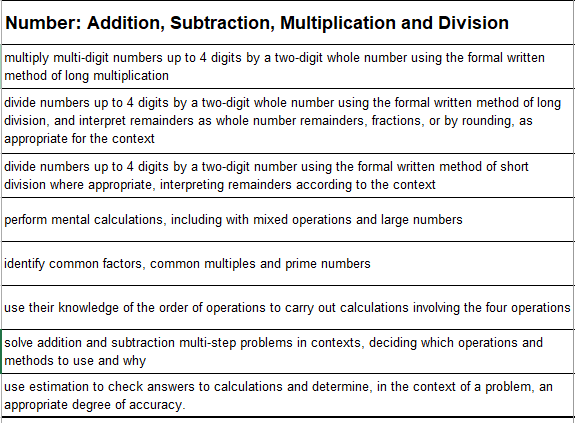 Number: Addition, Subtraction, Multiplication and Division
multiply multi-digit numbers up to 4 digits by a two-digit whole number using the formal written
method of long multiplication
divide numbers up to 4 digits by a two-digit whole number using the formal written method of long
division, and interpret remainders as whole number remainders, fractions, or by rounding, as
appropriate for the context
divide numbers up to 4 digits by a two-digit number using the formal written method of short
division where appropriate, interpreting remainders according to the context
perform mental calculations, including with mixed operations and large numbers
identify common factors, common multiples and prime numbers
use their knowledge of the order of operations to carry out calculations involving the four operations
solve addition and subtraction multi-step problems in contexts, deciding which operations and
methods to use and why
use estimation to check answers to calculations and determine, in the context of a problem, an
appropriate degree of accuracy.